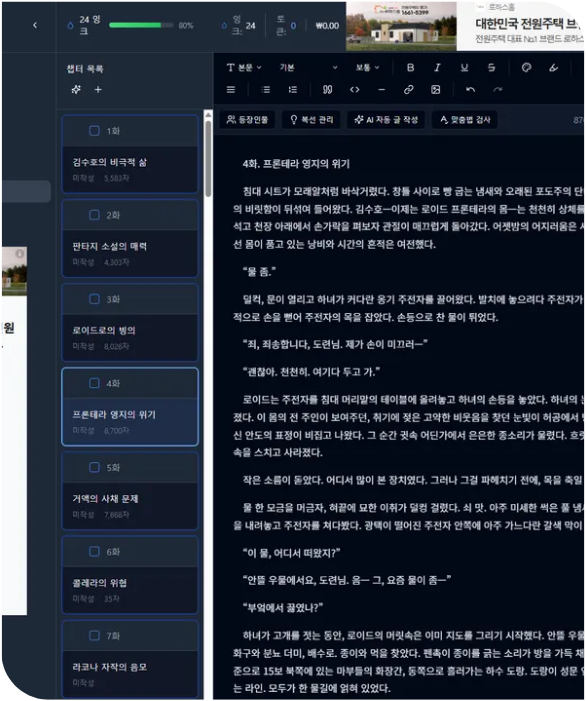 24 잉크
80%
잉크: 24
토큰: 0
₩0.00
1661-5299
로하스홈
대한민국 전원주택 브
전원주택 대표 No.1 브랜드 로하스
챕터 목록
T 본문
기본
보통
B I U S
등장인물
복선 관리
AI 자동 글 작성
맞춤법 검사
870
1화
김수호의 비극적 삶
미작성 5,583자
2화
판타지 소설의 매력
미작성 4,303자
3화
로이드로의 빙의
미작성 8,026자
4화
프론테라 영지의 위기
미작성 8,700자
5화
거액의 사채 문제
미작성 7,668자
6화
콜레라의 위협
미작성 35자
7화
라코나 자작의 음모
미작성
원
4화. 프론테라 영지의 위기
침대 시트가 모래알처럼 바삭거렸다. 창틀 사이로 빵 굽는 냄새와 오래된 포도주의 단
의 비릿함이 뒤섞여 들어왔다. 김수호—이제는 로이드 프론테라의 몸—는 천천히 상체를
석고 천장 아래에서 손가락을 펴보자 관절이 매끄럽게 돌아갔다. 어젯밤의 어지러움은 사
선 몸이 품고 있는 낭비와 시간의 흔적은 여전했다.
“물 좀.”
덜컥, 문이 열리고 하녀가 커다란 옹기 주전자를 끌어왔다. 발치에 놓으려다 주전자가
적으로 손을 뻗어 주전자의 목을 잡았다. 손등으로 찬 물이 튀었다.
“죄, 죄송합니다, 도련님. 제가 손이 미끄러—”
“괜찮아. 천천히. 여기다 두고 가.”
로이드는 주전자를 침대 머리맡의 테이블에 올려놓고 하녀의 손등을 놓았다. 하녀의 눈
졌다. 이 몸의 전 주인이 보여주던, 취기에 젖은 고약한 비웃음을 찾던 눈빛이 허공에서
신 안도의 표정이 비집고 나왔다. 그 순간 귓속 어딘가에서 은은한 종소리가 울렸다. 흐릿
속을 스치고 사라졌다.
작은 소름이 돋았다. 어디서 많이 본 장치였다. 그러나 그걸 파헤치기 전에, 목을 축일
물 한 모금을 머금자, 혀끝에 묘한 이취가 덜컹 걸렸다. 쇠 맛. 아주 미세한 썩은 풀 냄새
을 내려놓고 주전자를 쳐다봤다. 광택이 떨어진 주전자 안쪽에 아주 가느다란 갈색 막이
“이 물, 어디서 떠왔지?”
“안뜰 우물에서요, 도련님. 음— 그, 요즘 물이 좀—”
“부엌에서 끓였나?”
하녀가 고개를 젓는 동안, 로이드의 머릿속은 이미 지도를 그리기 시작했다. 안뜰 우물
화구와 분뇨 더미, 배수로. 종이와 먹을 찾았다. 펜촉이 종이를 긁는 소리가 방을 가득 채
준으로 15보 북쪽에 있는 마부들의 화장간, 동쪽으로 흘러가는 하수 도랑. 도랑이 성문 밑
는 라인. 모두가 한 물길에 얽혀 있었다.